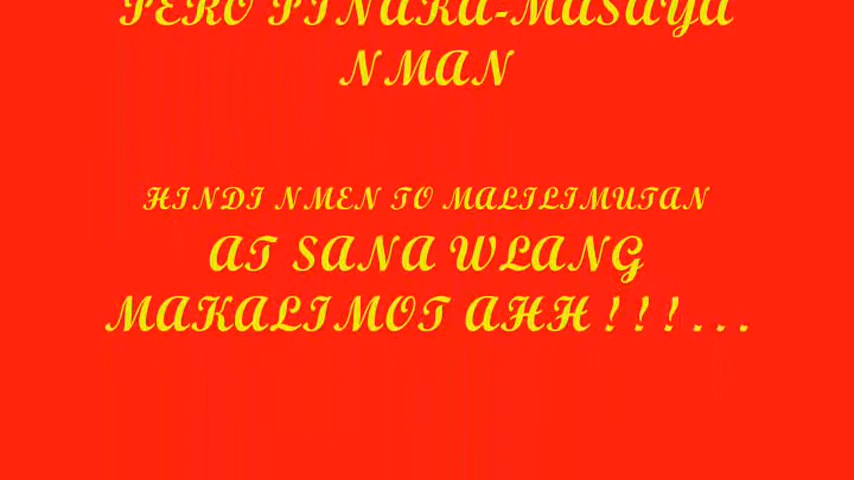 PERO PINAKA-MASAYA
NMAN
HINDI NMEN TO MALILIMUTAN
AT SANA WLANG
MAKALIMOT AHH!!!...